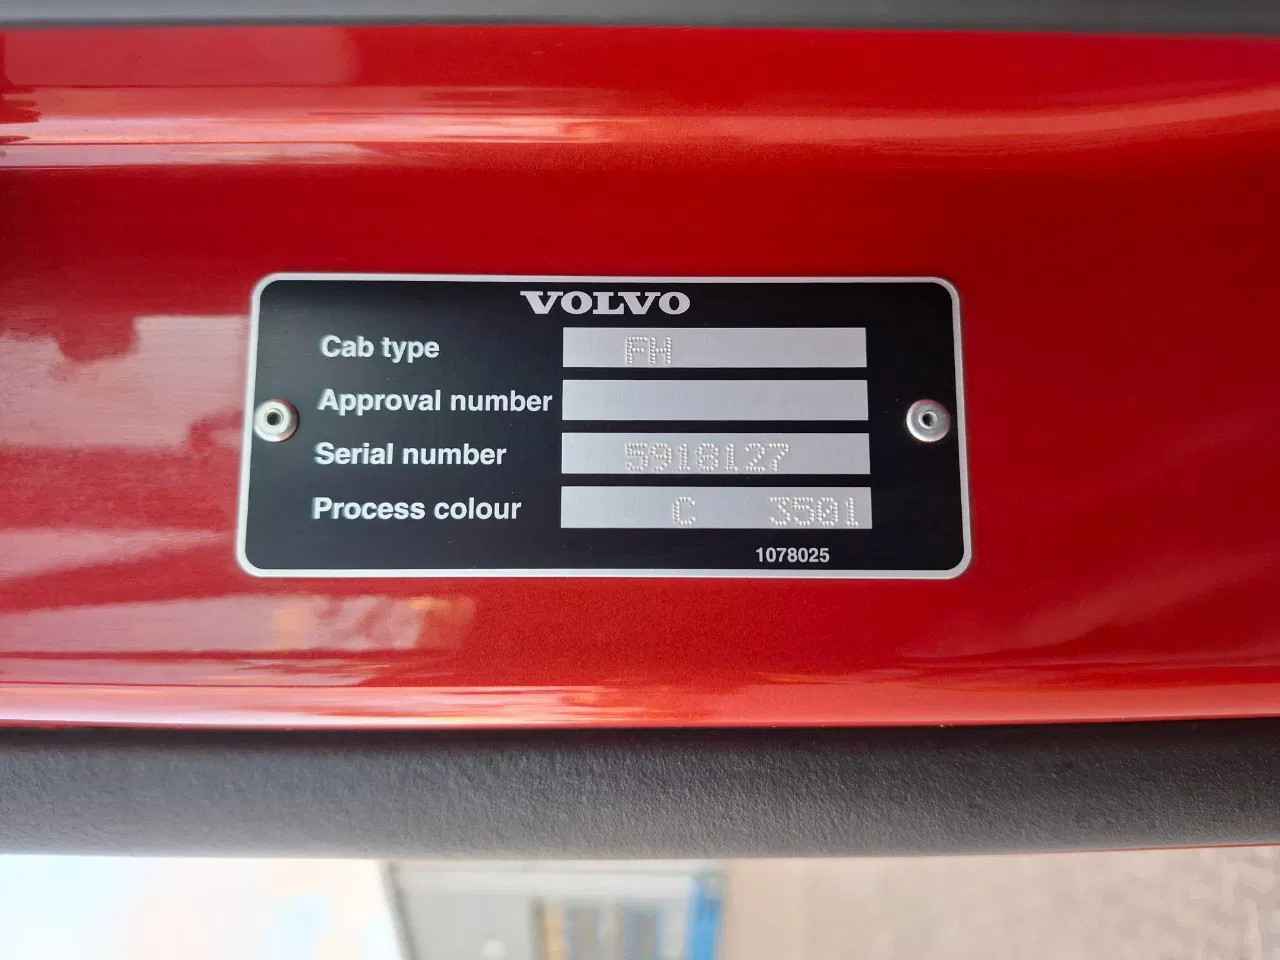 VOLVO
Cab type FH
Approval number
Serial number 5918127
Process colour C 3501
1078025